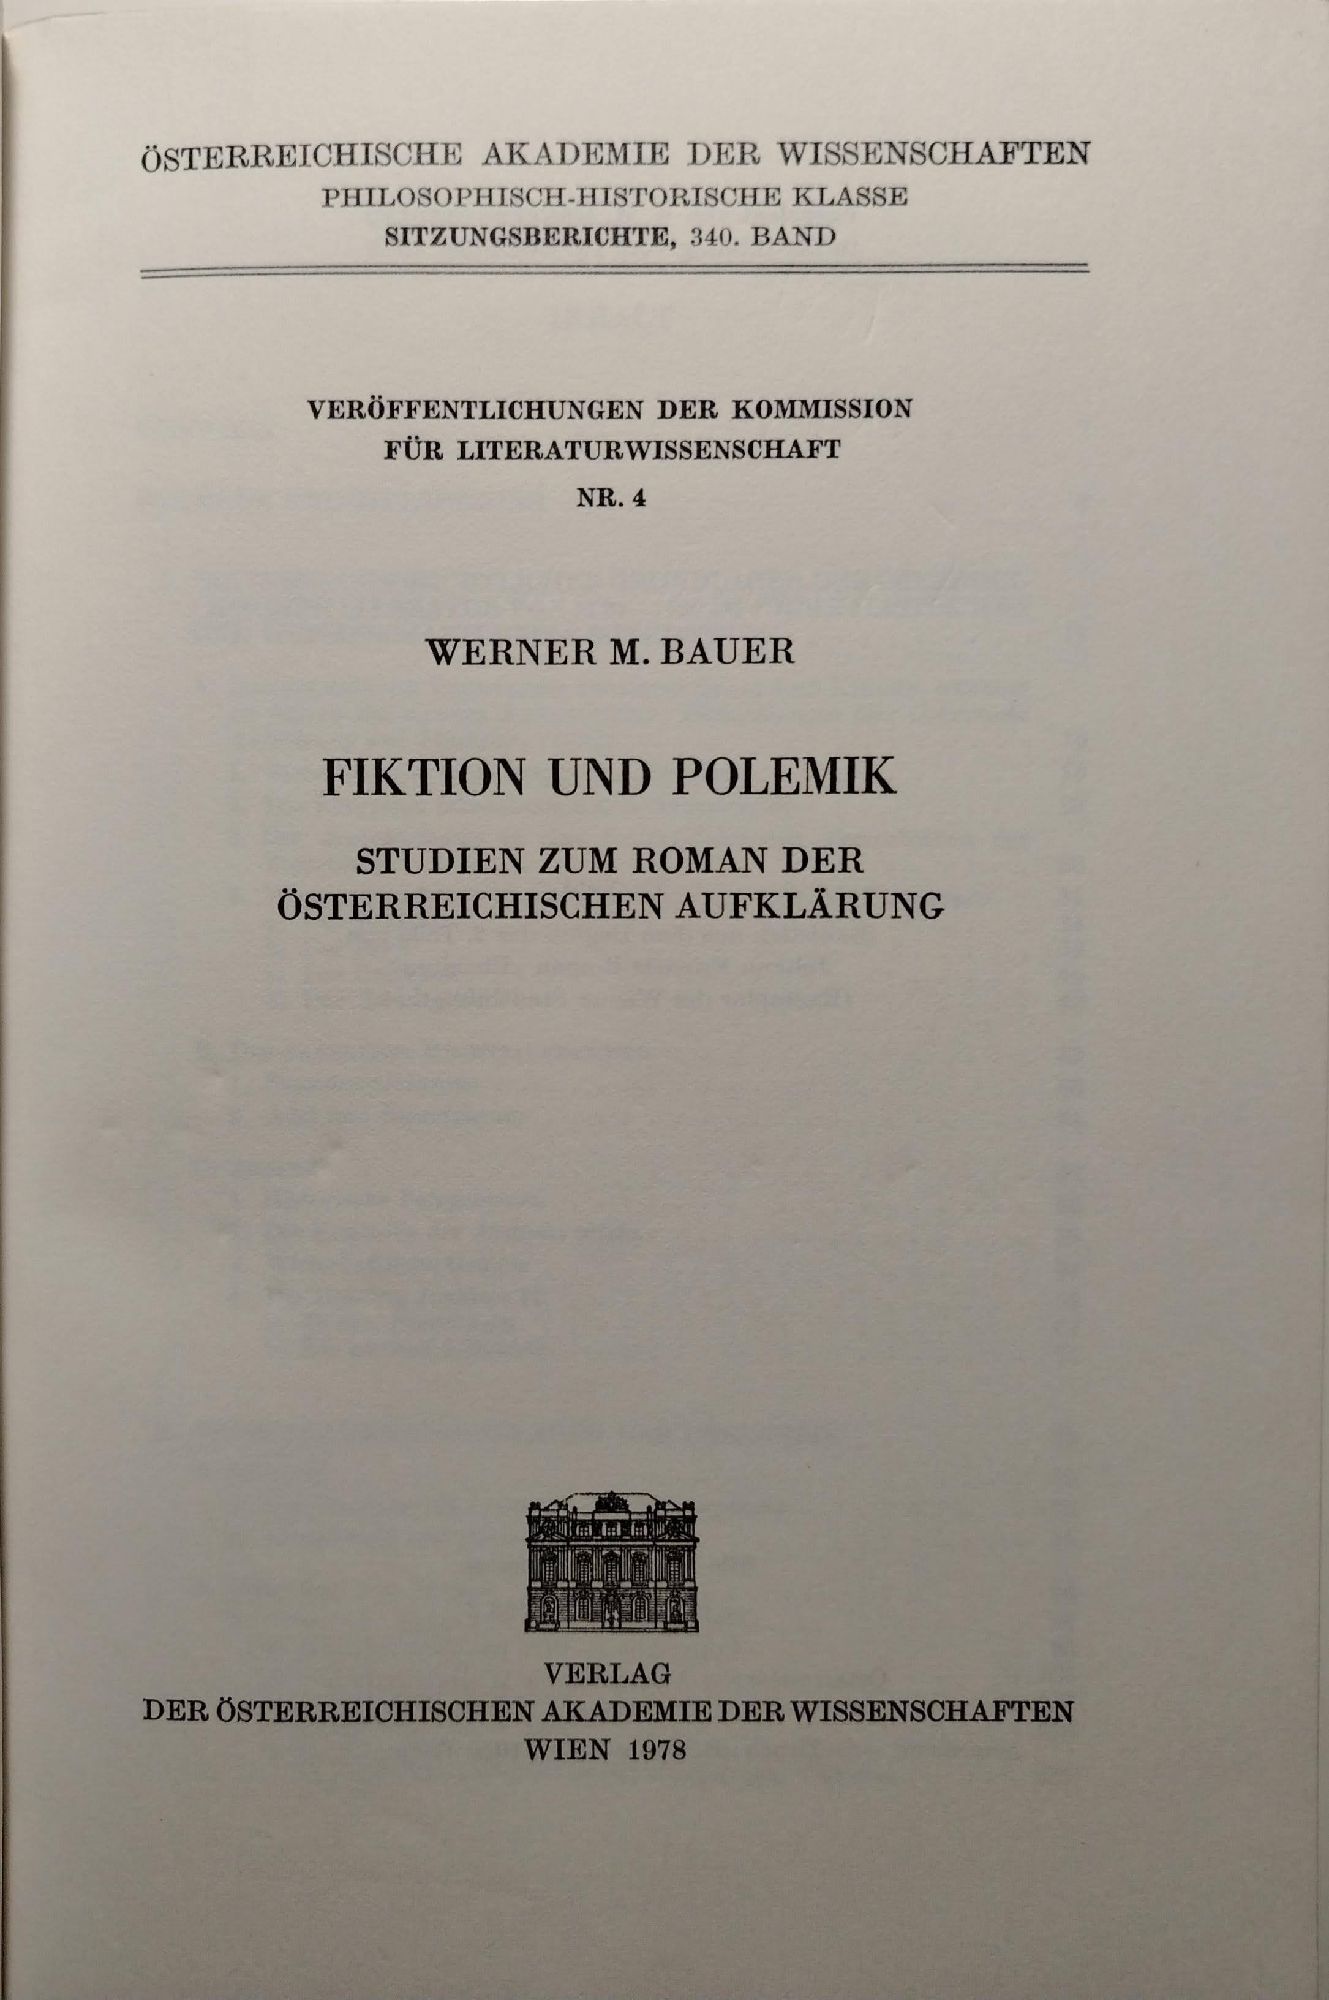 ÖSTERREICHISCHE AKADEMIE DER WISSENSCHAFTEN
PHILOSOPHISCH-HISTORISCHE KLASSE
SITZUNGSBERICHTE, 340. BAND
VERÖFFENTLICHUNGEN DER KOMMISSION
FÜR LITERATURWISSENSCHAFT
NR. 4
WERNER M. BAUER
FIKTION UND POLEMIK
STUDIEN ZUM ROMAN DER
ÖSTERREICHISCHEN AUFKLÄRUNG
VERLAG
DER ÖSTERREICHISCHEN AKADEMIE DER WISSENSCHAFTEN
WIEN 1978